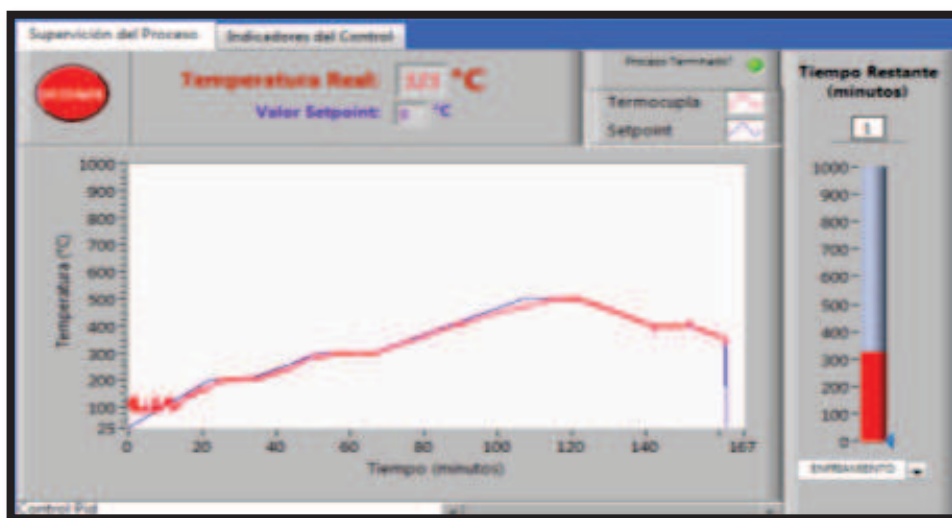 Supervición del Proceso
Indicadores del Control
Temperatura Real: °C
Valor Setpoint: °C
Proceso Terminado?
Termocupla
Setpoint
Tiempo Restante
(minutos)
1
Temperatura (°C)
1000
900
800
700
600
500
400
300
200
100
25
0
20
40
60
80
100
120
140
167
Tiempo (minutos)
1000
900
800
700
600
500
400
300
200
100
0
ENFRIAMIENTO
Control Pid